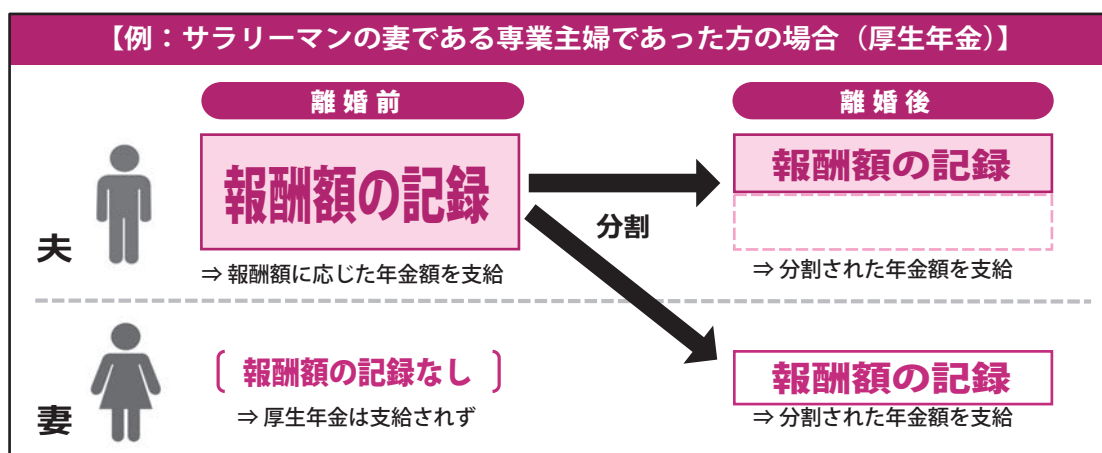 【例：サラリーマンの妻である専業主婦であった方の場合（厚生年金）】
離婚前
離婚後
夫
報酬額の記録
⇒ 報酬額に応じた年金額を支給
分割
報酬額の記録
⇒ 分割された年金額を支給
妻
〔 報酬額の記録なし 〕
⇒ 厚生年金は支給されず
報酬額の記録
⇒ 分割された年金額を支給